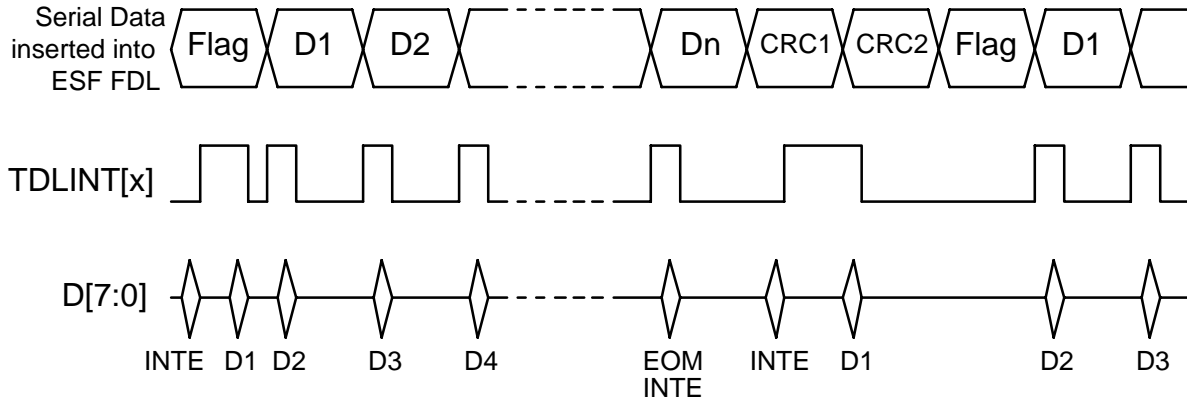 Serial Data
inserted into
ESF FDL
Flag D1 D2 Dn CRC1 CRC2 Flag D1
TDLINT[x]
D[7:0]
INTE D1 D2 D3 D4 EOM INTE D1 D2 D3
INTE